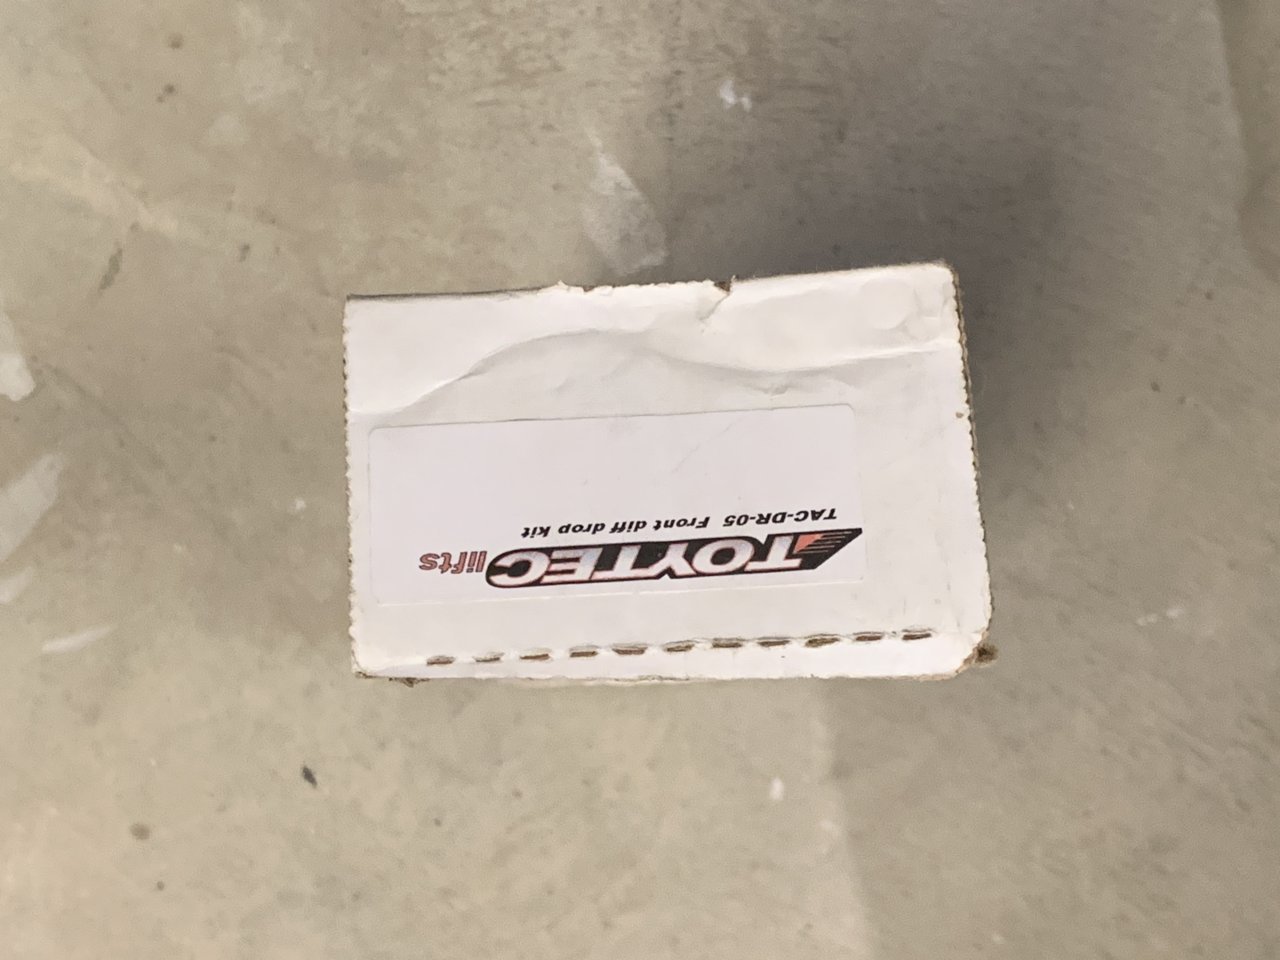 TOYTEC lifts
TAC-DR-05 Front diff drop kit